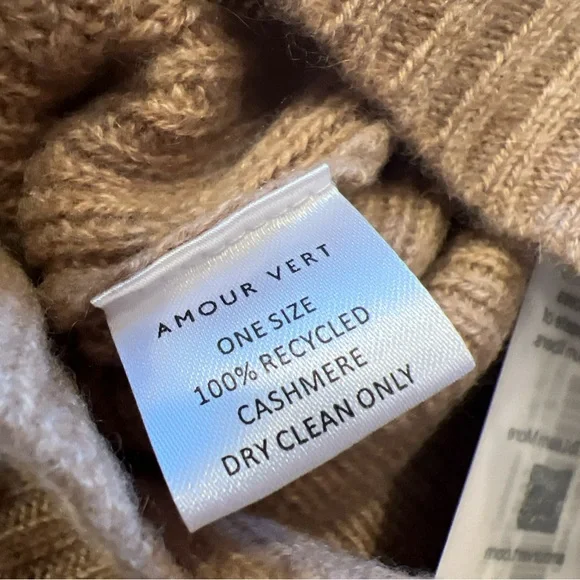 AMOUR VERT
ONE SIZE
100% RECYCLED
CASHMERE
DRY CLEAN ONLY